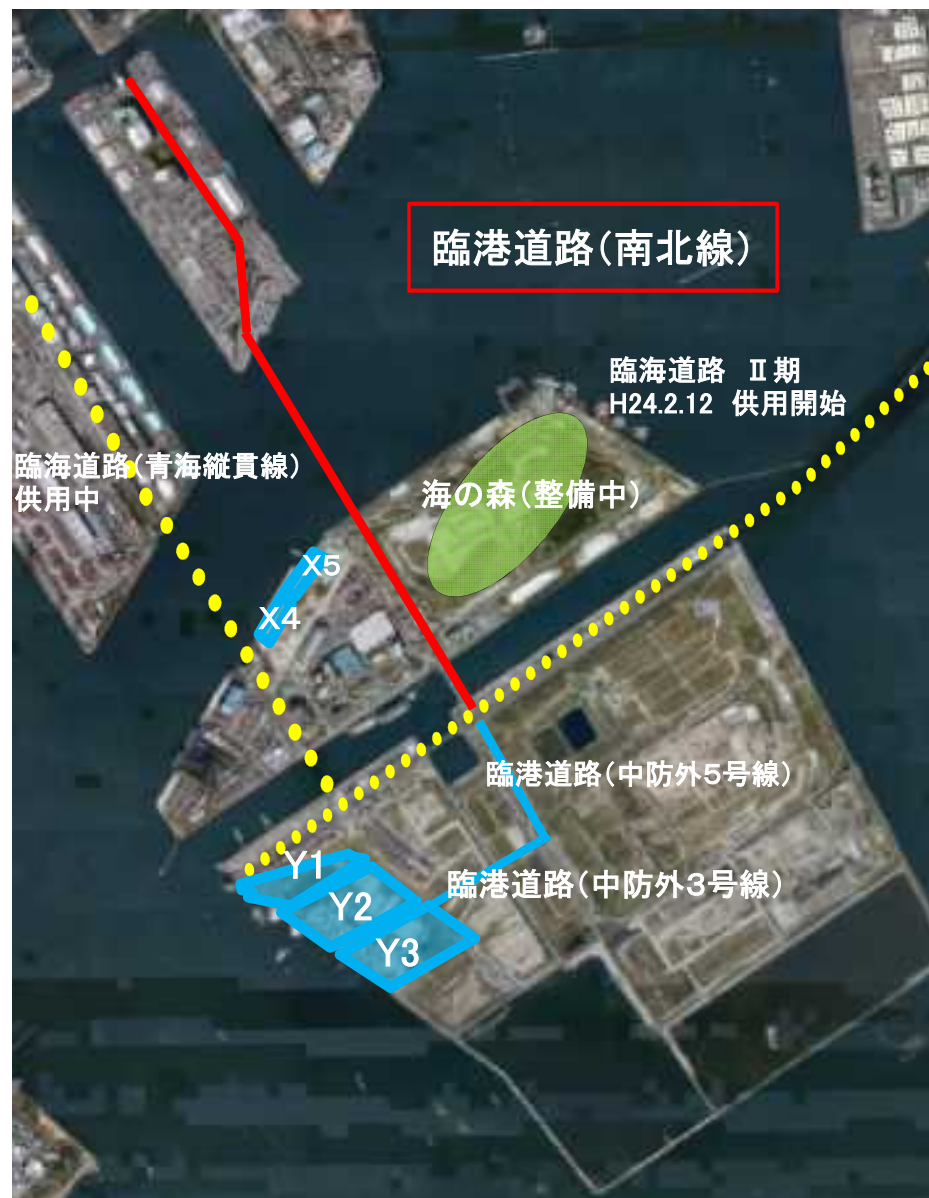 臨港道路(南北線)
臨海道路 Ⅱ期
H24.2.12 供用開始
臨海道路(青海縦貫線)
供用中
海の森(整備中)
X5
X4
臨港道路(中防外5号線)
Y1
臨港道路(中防外3号線)
Y2
Y3